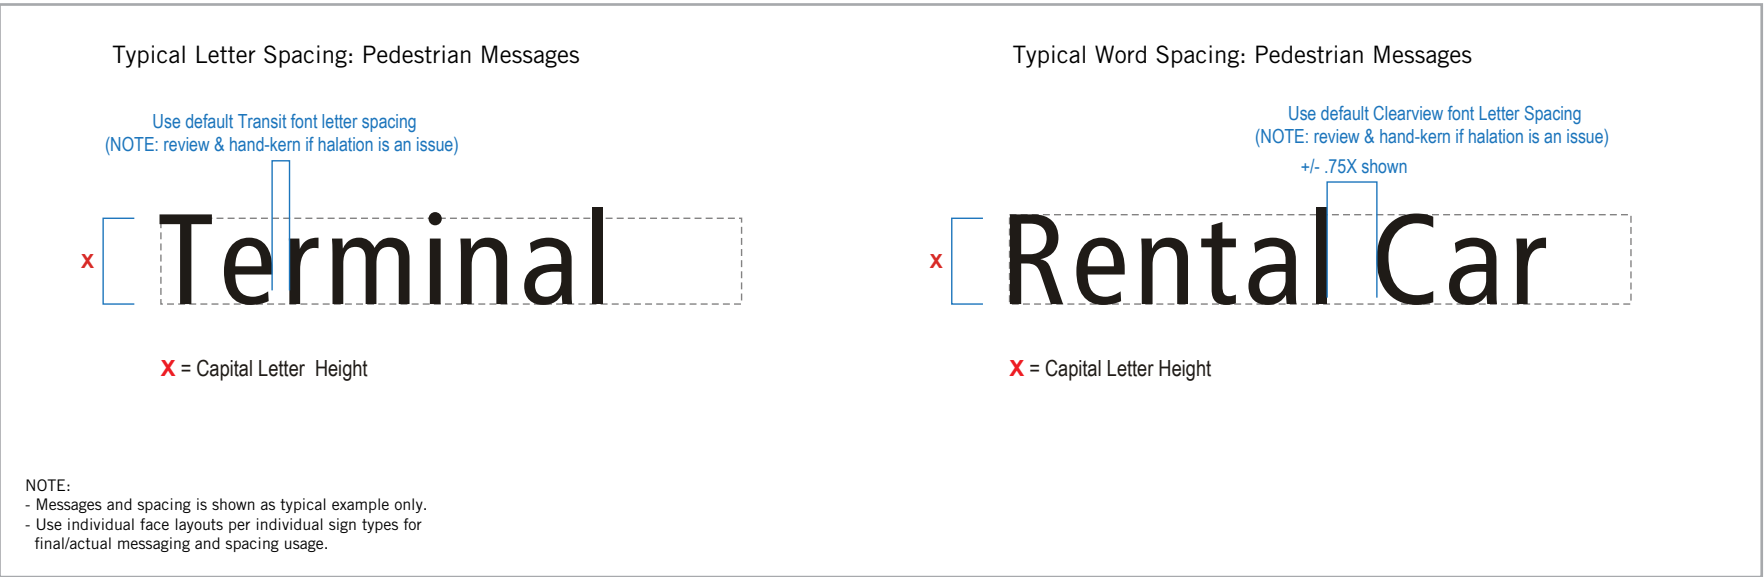 Typical Letter Spacing: Pedestrian Messages
Use default Transit font letter spacing
(NOTE: review & hand-kern if halation is an issue)
X
Terminal
X = Capital Letter Height
Typical Word Spacing: Pedestrian Messages
Use default Clearview font Letter Spacing
(NOTE: review & hand-kern if halation is an issue)
+/- .75X shown
X
Rental Car
X = Capital Letter Height
NOTE:
- Messages and spacing is shown as typical example only.
- Use individual face layouts per individual sign types for
final/actual messaging and spacing usage.